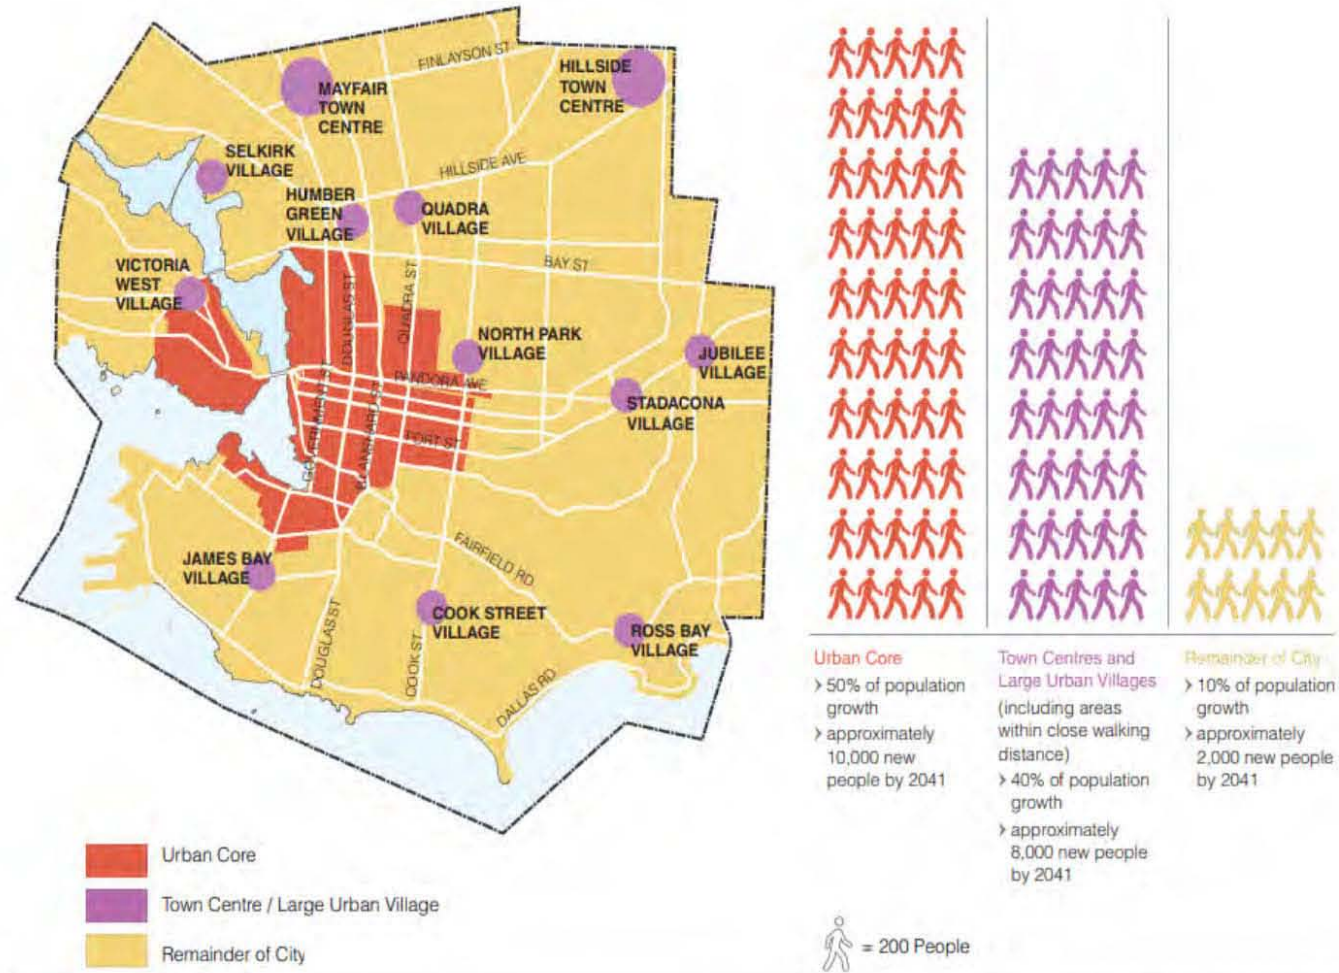 FINLAYSON ST
MAYFAIR
TOWN
CENTRE
HILLSIDE
TOWN
CENTRE
SELKIRK
VILLAGE
HILLSIDE AVE
HUMBER
GREEN
VILLAGE
QUADRA
VILLAGE
VICTORIA
WEST
VILLAGE
BAY ST
DOUGLAS ST
QUADRA ST
NORTH PARK
VILLAGE
JUBILEE
VILLAGE
PANDORA AVE
STADACONA
VILLAGE
GOVERNMENT ST
BLANSHARD ST
FORT ST
JAMES BAY
VILLAGE
FAIRFIELD RD
COOK STREET
VILLAGE
ROSS BAY
VILLAGE
DOUGLAS ST
COOK ST
DALLAS RD
Urban Core
Town Centre / Large Urban Village
Remainder of City
Urban Core
› 50% of population
growth
› approximately
10,000 new
people by 2041
Town Centres and
Large Urban Villages
(including areas
within close walking
distance)
› 40% of population
growth
› approximately
8,000 new people
by 2041
Remainder of City
› 10% of population
growth
› approximately
2,000 new people
by 2041
= 200 People